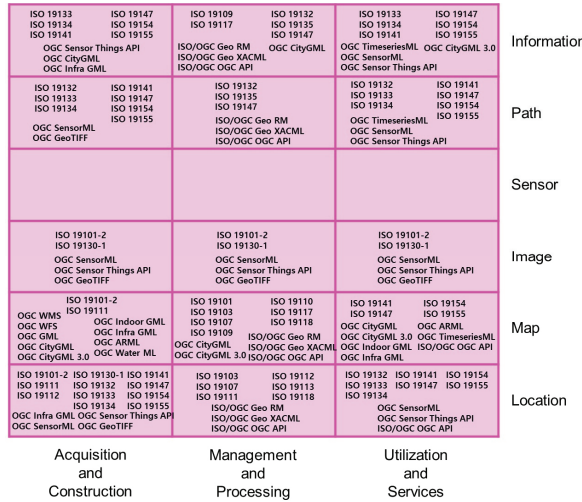 ISO 19133 ISO 19147
ISO 19134 ISO 19154
ISO 19141 ISO 19155
OGC Sensor Things API
OGC CityGML
OGC Infra GML
ISO 19109 ISO 19132
ISO 19117 ISO 19135
ISO 19147
ISO/OGC Geo RM OGC CityGML
ISO/OGC Geo XACML
ISO/OGC OGC API
ISO 19133 ISO 19147
ISO 19134 ISO 19154
ISO 19141 ISO 19155
OGC TimeseriesML OGC CityGML 3.0
OGC SensorML
OGC Sensor Things API
Information
ISO 19132 ISO 19141
ISO 19133 ISO 19147
ISO 19134 ISO 19154
ISO 19155
OGC SensorML
OGC GeoTIFF
ISO 19132
ISO 19135
ISO 19147
ISO/OGC Geo RM
ISO/OGC Geo XACML
ISO/OGC OGC API
ISO 19132 ISO 19141
ISO 19133 ISO 19147
ISO 19134 ISO 19154
ISO 19155
OGC TimeseriesML
OGC SensorML
OGC Sensor Things API
Path
Sensor
ISO 19101-2
ISO 19130-1
OGC SensorML
OGC Sensor Things API
OGC GeoTIFF
ISO 19101-2
ISO 19130-1
OGC SensorML
OGC Sensor Things API
OGC GeoTIFF
ISO 19101-2
ISO 19130-1
OGC SensorML
OGC Sensor Things API
OGC GeoTIFF
Image
ISO 19101-2
ISO 19111
OGC WMS
OGC WFS
OGC GML
OGC CityGML
OGC CityGML 3.0
OGC Indoor GML
OGC Infra GML
OGC ARML
OGC Water ML
ISO 19101 ISO 19110
ISO 19103 ISO 19117
ISO 19107 ISO 19118
ISO 19109
OGC CityGML
OGC CityGML 3.0
ISO/OGC Geo RM
ISO/OGC Geo XACML
ISO/OGC OGC API
ISO 19141 ISO 19154
ISO 19147 ISO 19155
OGC CityGML OGC ARML
OGC CityGML 3.0 OGC TimeseriesML
OGC Indoor GML ISO/OGC OGC API
OGC Infra GML
Map
ISO 19101-2 ISO 19130-1 ISO 19141
ISO 19111 ISO 19132 ISO 19147
ISO 19112 ISO 19133 ISO 19154
ISO 19134 ISO 19155
OGC Infra GML OGC Sensor Things API
OGC SensorML OGC GeoTIFF
ISO 19103 ISO 19112
ISO 19107 ISO 19113
ISO 19111 ISO 19118
ISO/OGC Geo RM
ISO/OGC Geo XACML
ISO/OGC OGC API
ISO 19132 ISO 19141 ISO 19154
ISO 19133 ISO 19147 ISO 19155
ISO 19134
OGC SensorML
OGC Sensor Things API
ISO/OGC OGC API
Location
Acquisition
and
Construction
Management
and
Processing
Utilization
and
Services